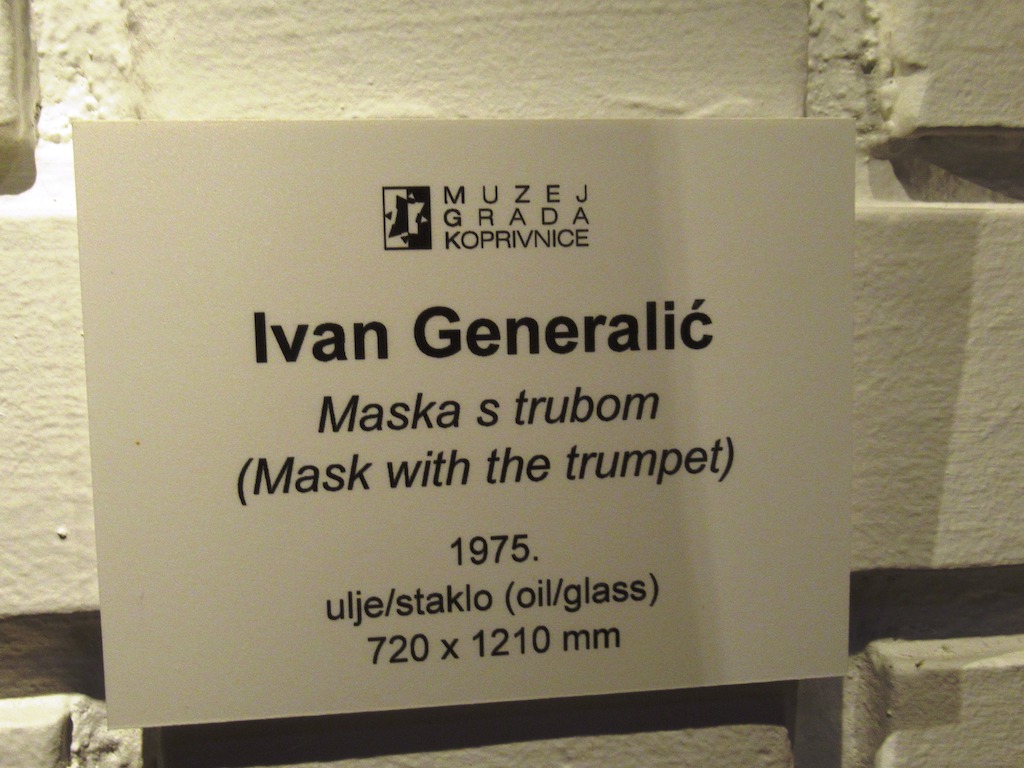 MUZEJ
GRADA
KOPRIVNICE
Ivan Generalić
Maska s trubom
(Mask with the trumpet)
1975.
ulje/staklo (oil/glass)
720 x 1210 mm